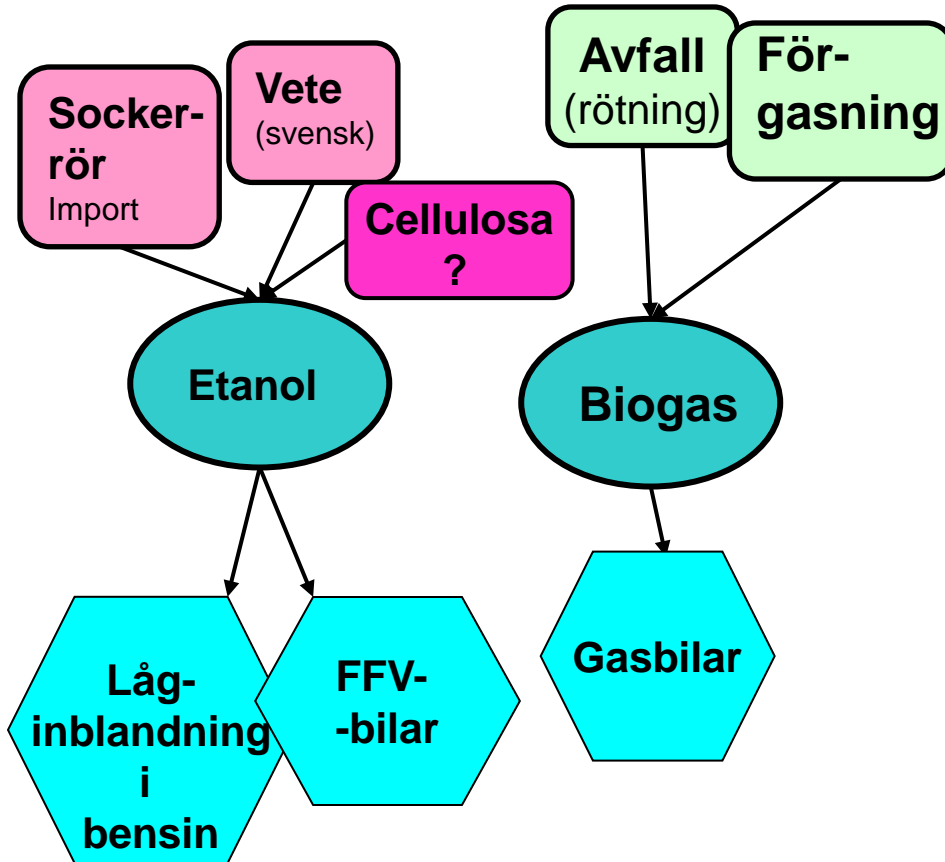 Socker-
rör
Import
Vete
(svensk)
Cellulosa
?
Avfall
(rötning)
För-
gasning
Etanol
Biogas
Låg-
inblandning
i
bensin
FFV-
-bilar
Gasbilar